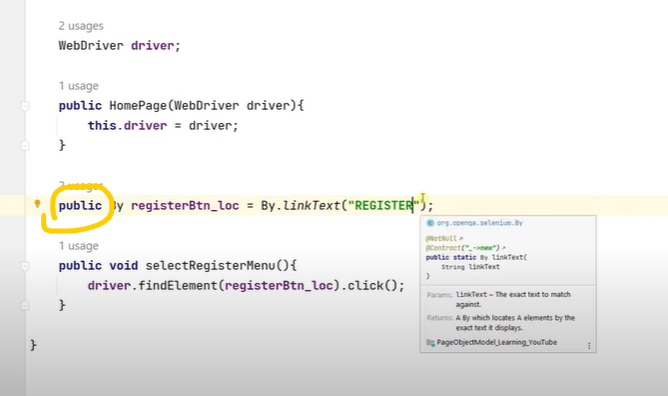 2 usages
WebDriver driver;
1 usage
public HomePage(WebDriver driver){
this.driver = driver;
}
2 usages
public By registerBtn_loc = By.linkText("REGISTER");
org.openqa.selenium.By
@NotNull
@Contract("_->new")
public static By linkText(
String linkText
)
Params: linkText – The exact text to match
against.
Returns: A By which locates A elements by the
exact text it displays.
PageObjectModel_Learning_YouTube
1 usage
public void selectRegisterMenu(){
driver.findElement(registerBtn_loc).click();
}
}